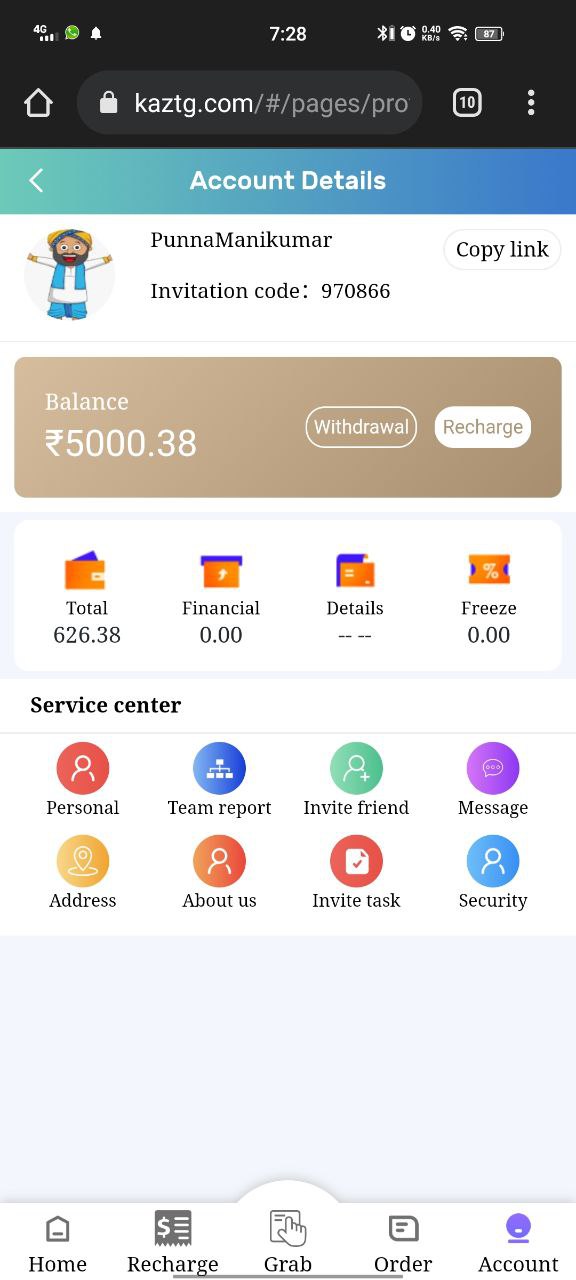 4G
7:28
0.40
KB/s
87
kaztg.com/#/pages/pro
10
Account Details
PunnaManikumar
Copy link
Invitation code： 970866
Balance
₹5000.38
Withdrawal
Recharge
Total
Financial
Details
Freeze
626.38
0.00
-- --
0.00
Service center
Personal
Team report
Invite friend
Message
Address
About us
Invite task
Security
Home
Recharge
Grab
Order
Account